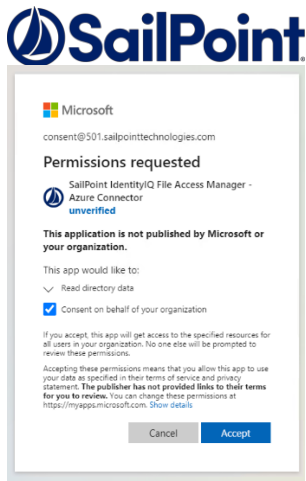 SailPoint
Microsoft
consent@501.sailpointtechnologies.com
Permissions requested
SailPoint IdentityIQ File Access Manager -
Azure Connector
unverified
This application is not published by Microsoft or
your organization.
This app would like to:
Read directory data
Consent on behalf of your organization
If you accept, this app will get access to the specified resources for
all users in your organization. No one else will be prompted to
review these permissions.
Accepting these permissions means that you allow this app to use
your data as specified in their terms of service and privacy
statement. The publisher has not provided links to their terms
for you to review. You can change these permissions at
https://myapps.microsoft.com. Show details
Cancel
Accept